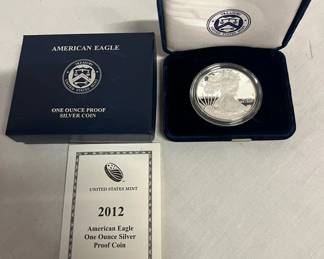 AMERICAN EAGLE
ONE OUNCE PROOF
SILVER COIN
UNITED STATES MINT
2012
American Eagle
One Ounce Silver
Proof Coin